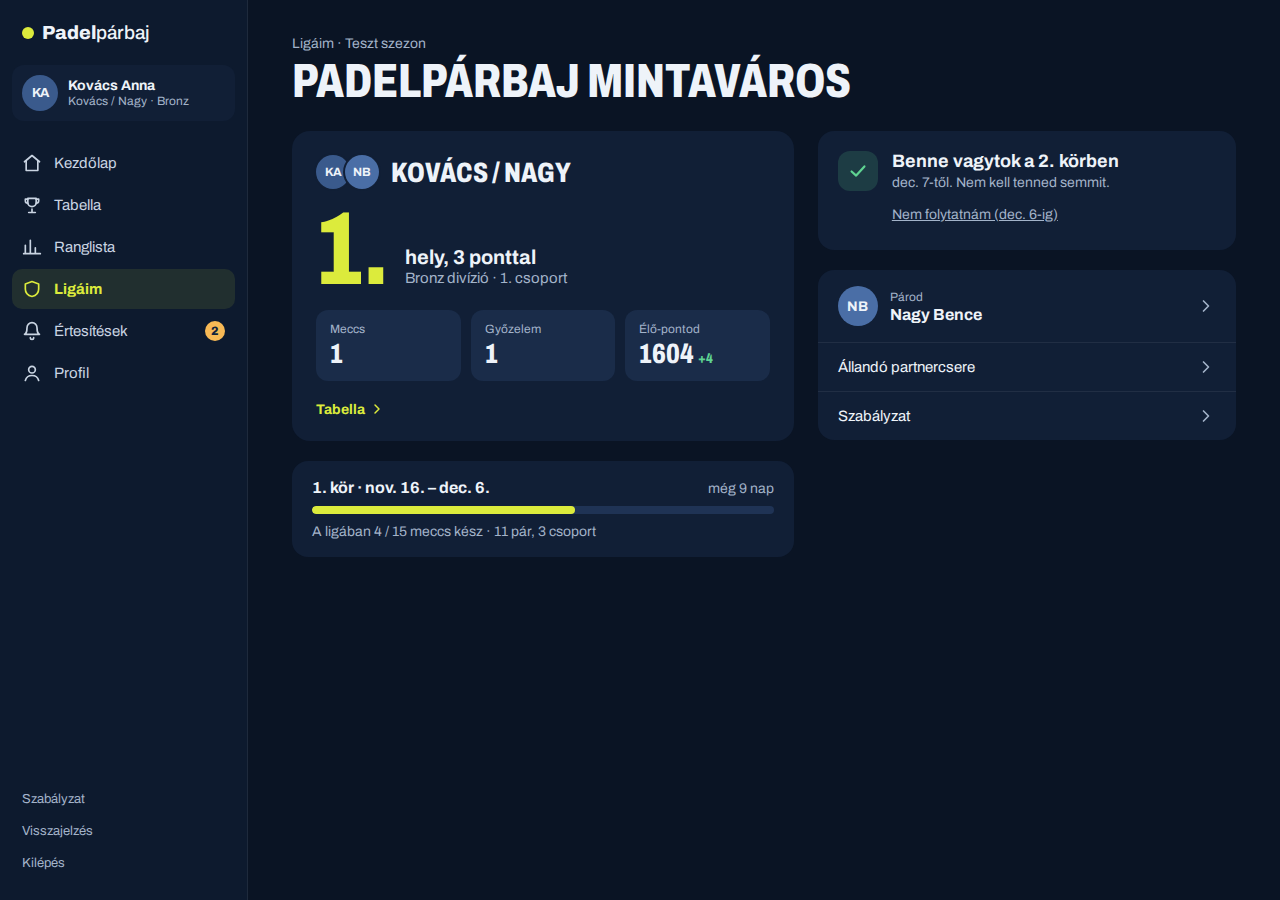 Padelpárbaj
KA
Kovács Anna
Kovács / Nagy · Bronz
Kezdőlap
Tabella
Ranglista
Ligáim
Értesítések
2
Profil
Szabályzat
Visszajelzés
Kilépés
Ligáim · Teszt szezon
PADELPÁRBAJ MINTAVÁROS
KA
NB
KOVÁCS / NAGY
1.
hely, 3 ponttal
Bronz divízió · 1. csoport
Meccs
1
Győzelem
1
Élő-pontod
1604 +4
Tabella
1. kör · nov. 16. – dec. 6.
még 9 nap
A ligában 4 / 15 meccs kész · 11 pár, 3 csoport
Benne vagytok a 2. körben
dec. 7-től. Nem kell tenned semmit.
Nem folytatnám (dec. 6-ig)
NB
Párod
Nagy Bence
Állandó partnercsere
Szabályzat